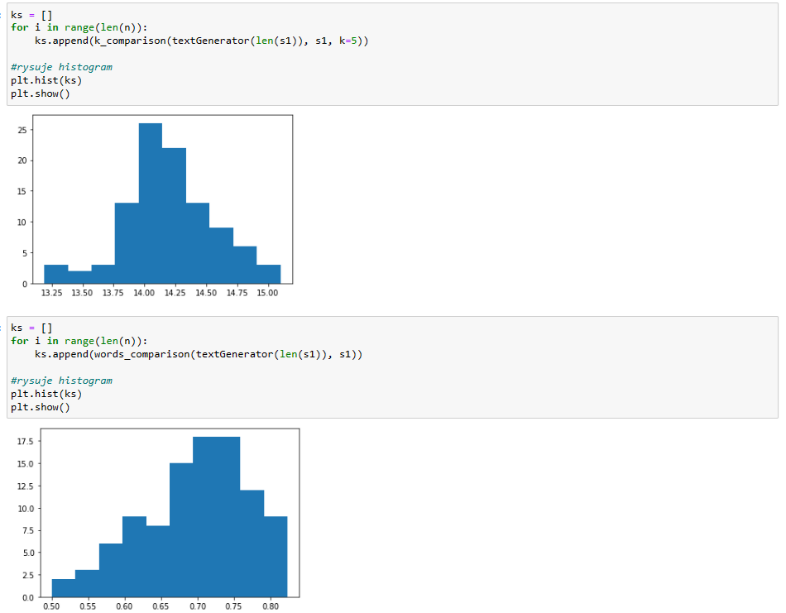 ks = []
for i in range(len(n)):
    ks.append(k_comparison(textGenerator(len(s1)), s1, k=5))

#rysuje histogram
plt.hist(ks)
plt.show()
25
20
15
10
5
0
13.25 13.50 13.75 14.00 14.25 14.50 14.75 15.00
ks = []
for i in range(len(n)):
    ks.append(words_comparison(textGenerator(len(s1)), s1))

#rysuje histogram
plt.hist(ks)
plt.show()
17.5
15.0
12.5
10.0
7.5
5.0
2.5
0.0
0.50 0.55 0.60 0.65 0.70 0.75 0.80